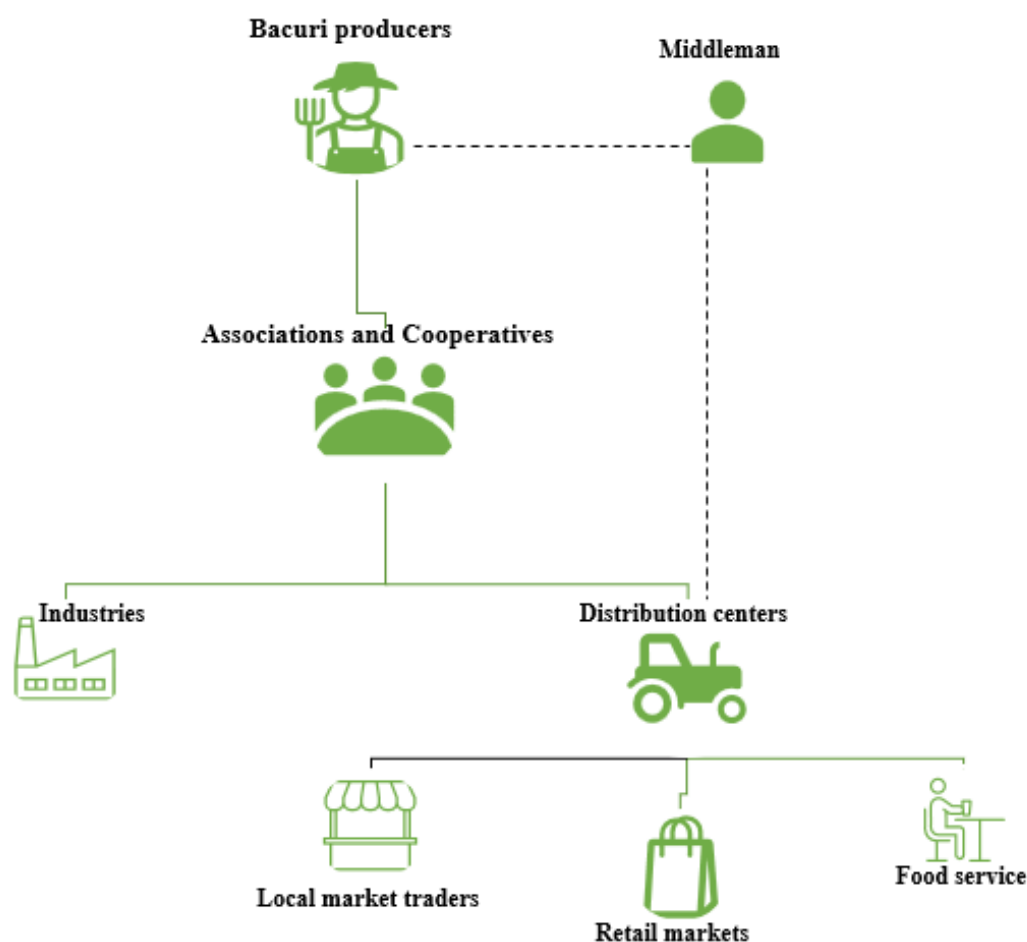 Bacuri producers
Middleman
Associations and Cooperatives
Industries
Distribution centers
Local market traders
Retail markets
Food service